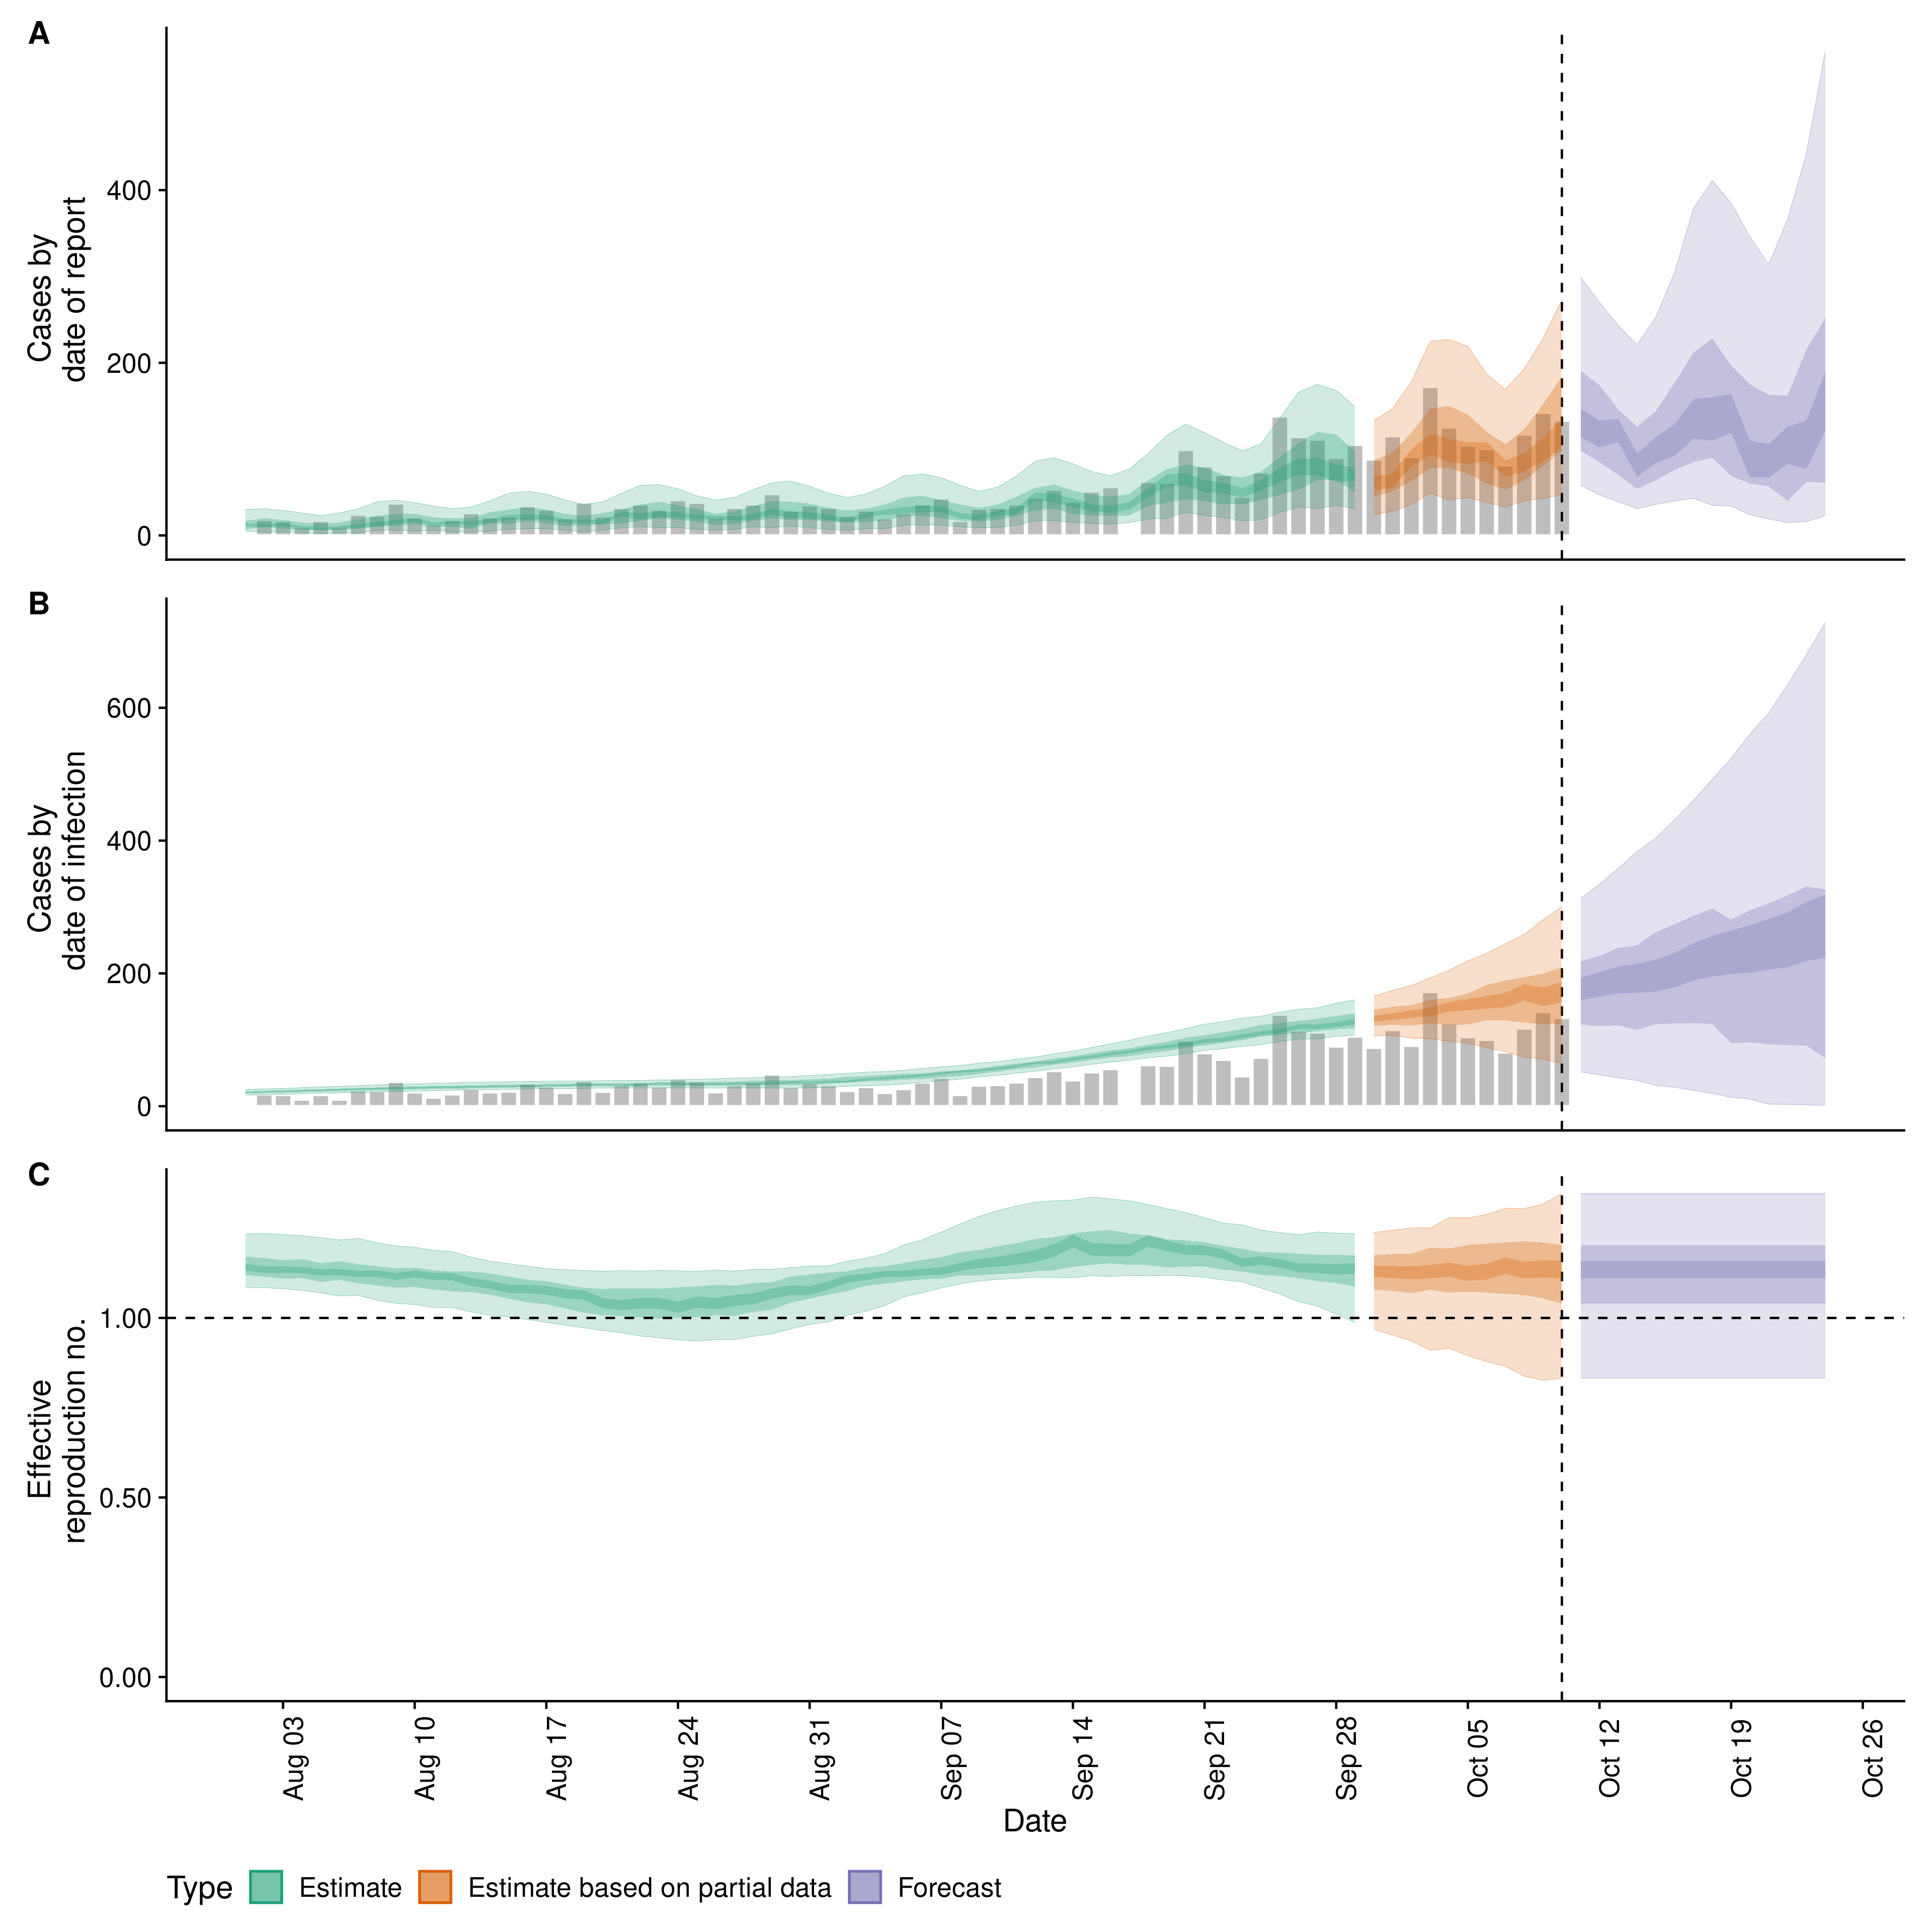 A
Cases by
date of report
400
200
0
B
Cases by
date of infection
600
400
200
0
C
Effective
reproduction no.
1.00
0.50
0.00
Aug 03
Aug 10
Aug 17
Aug 24
Aug 31
Sep 07
Sep 14
Sep 21
Sep 28
Oct 05
Oct 12
Oct 19
Oct 26
Date
Type Estimate Estimate based on partial data Forecast